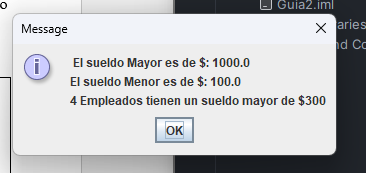 Guia2.iml
Message
El sueldo Mayor es de $: 1000.0
El sueldo Menor es de $: 100.0
4 Empleados tienen un sueldo mayor de $300
OK